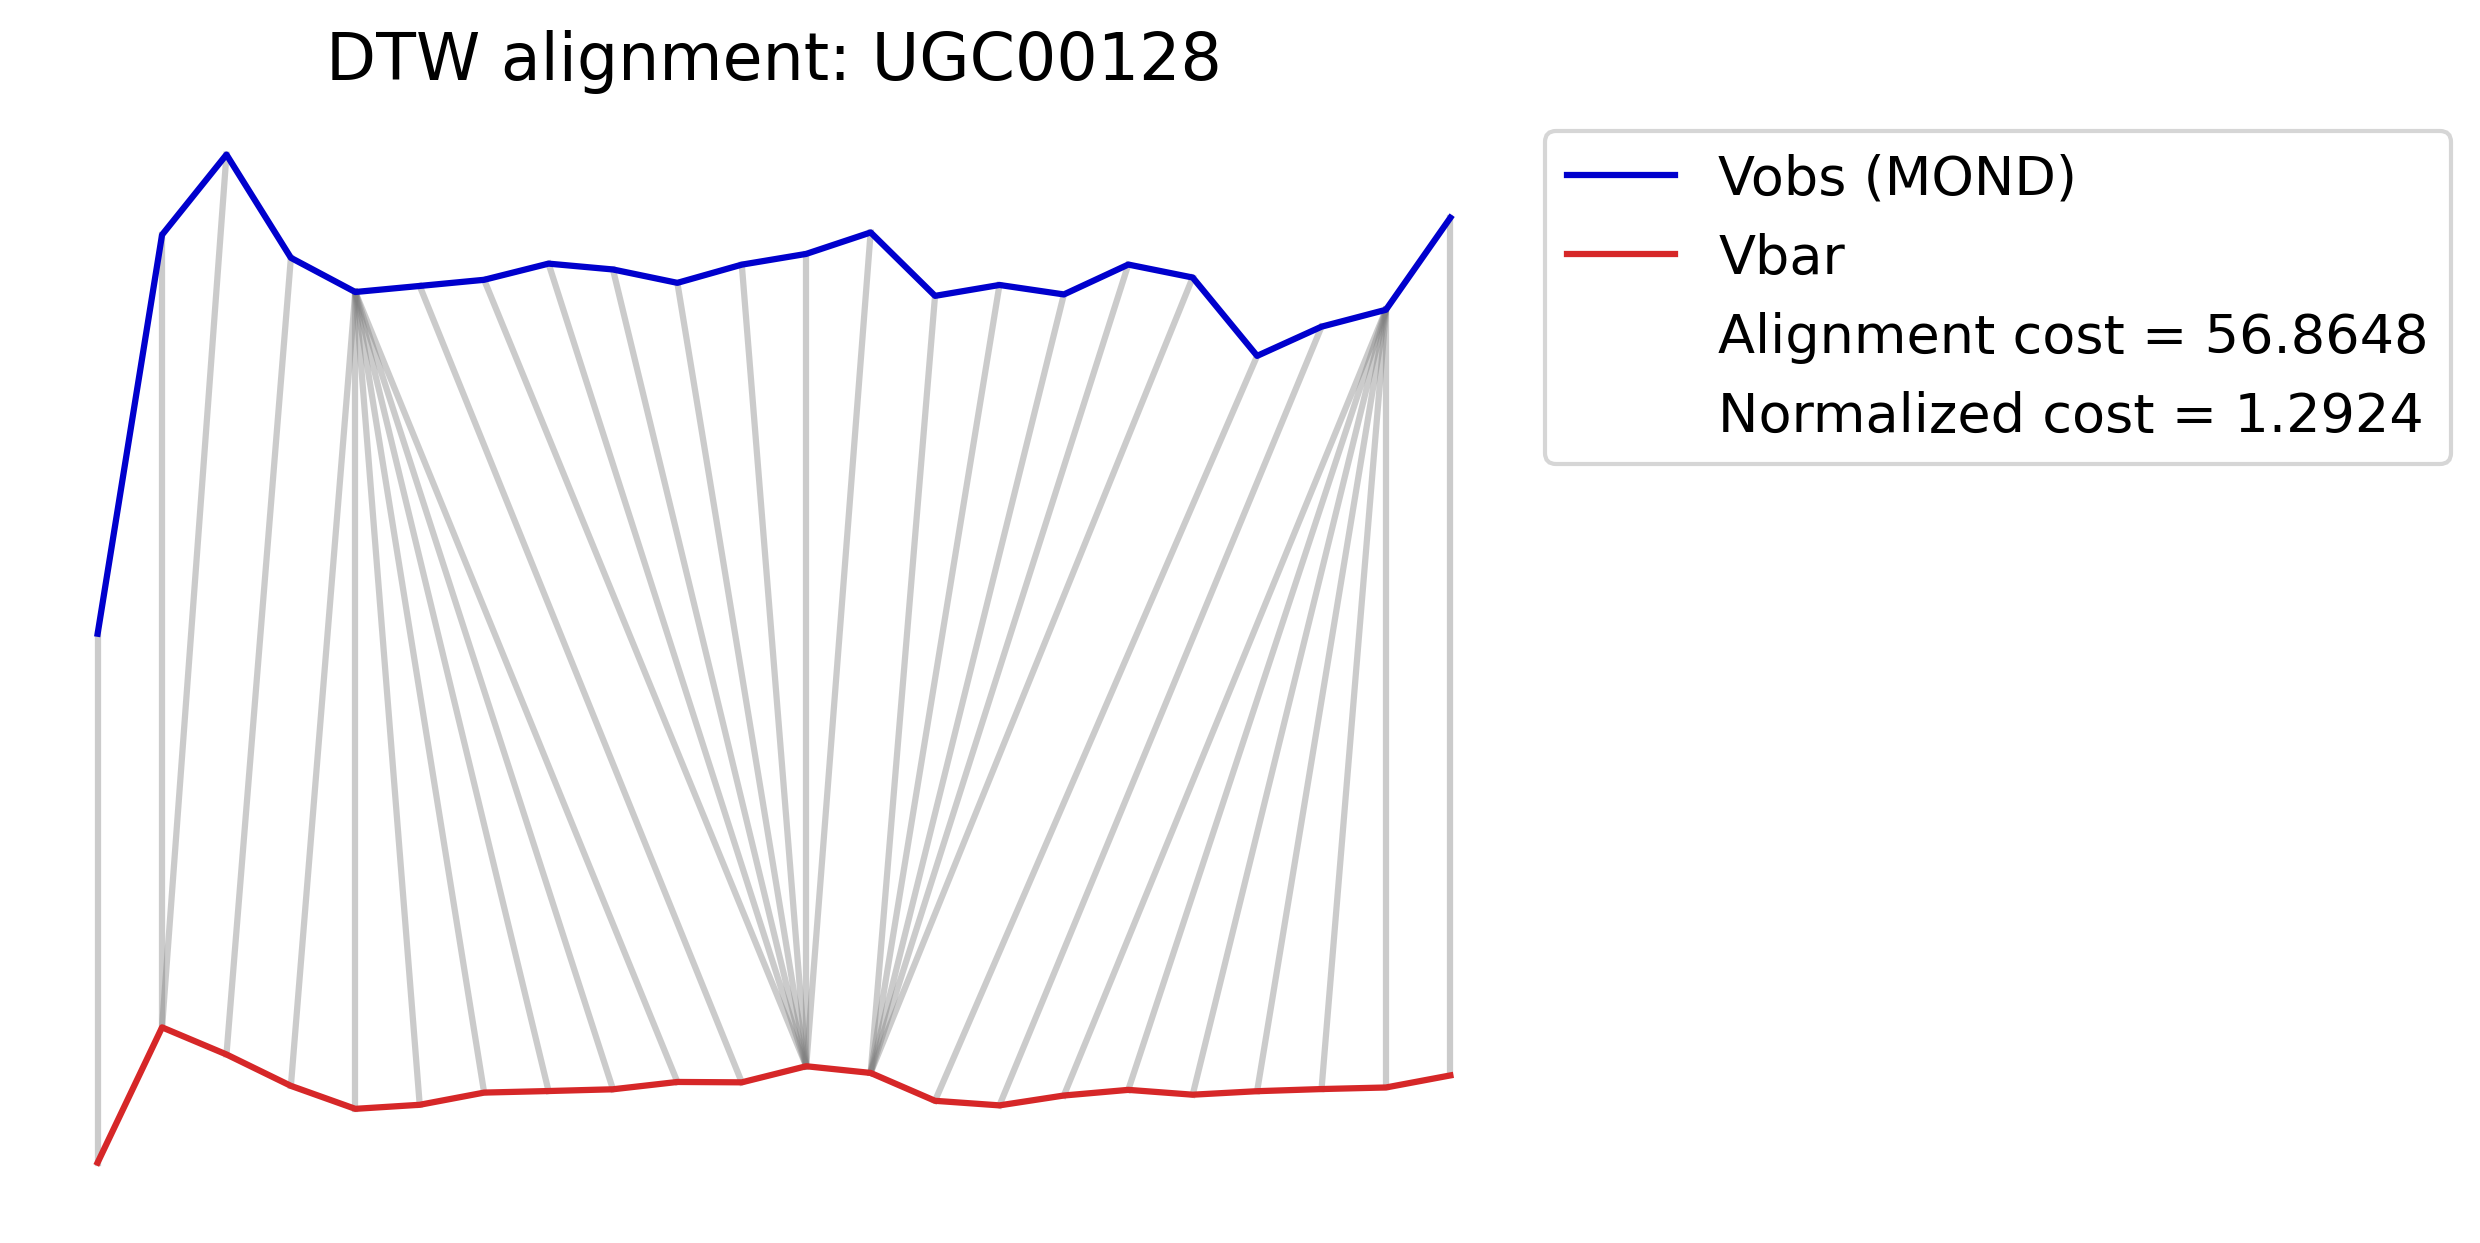 DTW alignment: UGC00128
Vobs (MOND)
Vbar
Alignment cost = 56.8648
Normalized cost = 1.2924